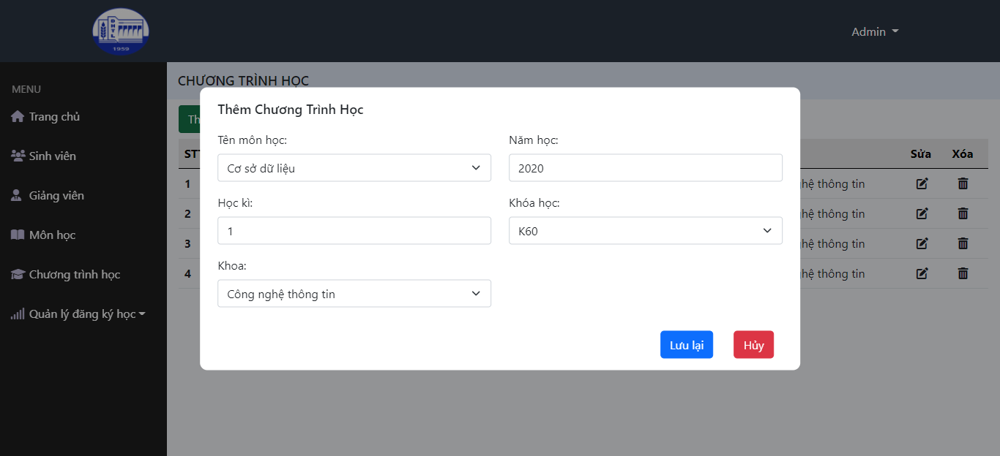 ĐHTL
1959
Admin
MENU
Trang chủ
Sinh viên
Giảng viên
Môn học
Chương trình học
Quản lý đăng ký học
CHƯƠNG TRÌNH HỌC
Thêm Chương Trình Học
Tên môn học: Năm học:
Cơ sở dữ liệu 2020
Học kì: Khóa học:
1 K60
Khoa:
Công nghệ thông tin
Lưu lại Hủy
Th
STT Sửa Xóa
1 hệ thông tin
2 hệ thông tin
3 hệ thông tin
4 hệ thông tin